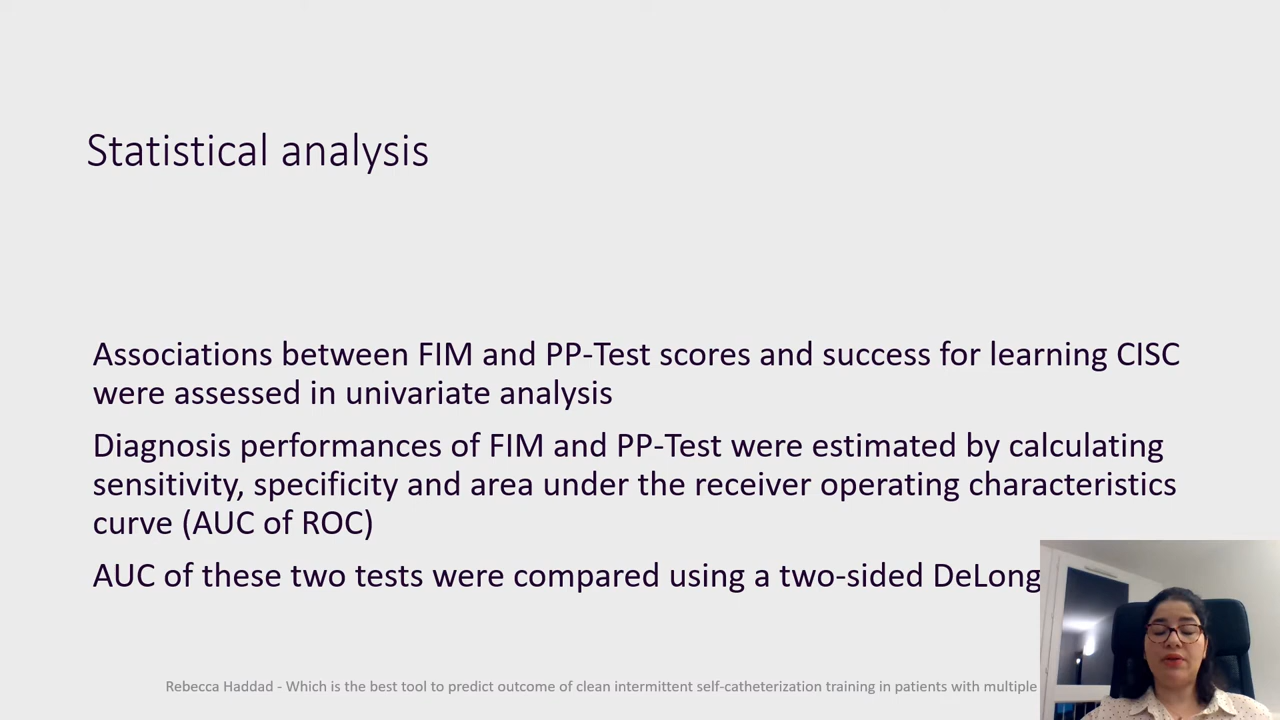 Statistical analysis
Associations between FIM and PP-Test scores and success for learning CISC
were assessed in univariate analysis
Diagnosis performances of FIM and PP-Test were estimated by calculating
sensitivity, specificity and area under the receiver operating characteristics
curve (AUC of ROC)
AUC of these two tests were compared using a two-sided DeLong
Rebecca Haddad - Which is the best tool to predict outcome of clean intermittent self-catheterization training in patients with multiple